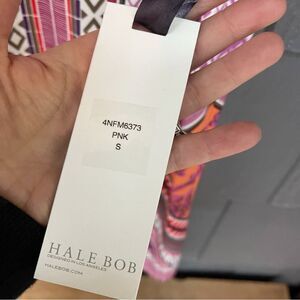 4NFM6373
PNK
S
HALE BOB
DESIGNED IN LOS ANGELES
HALEBOB.COM